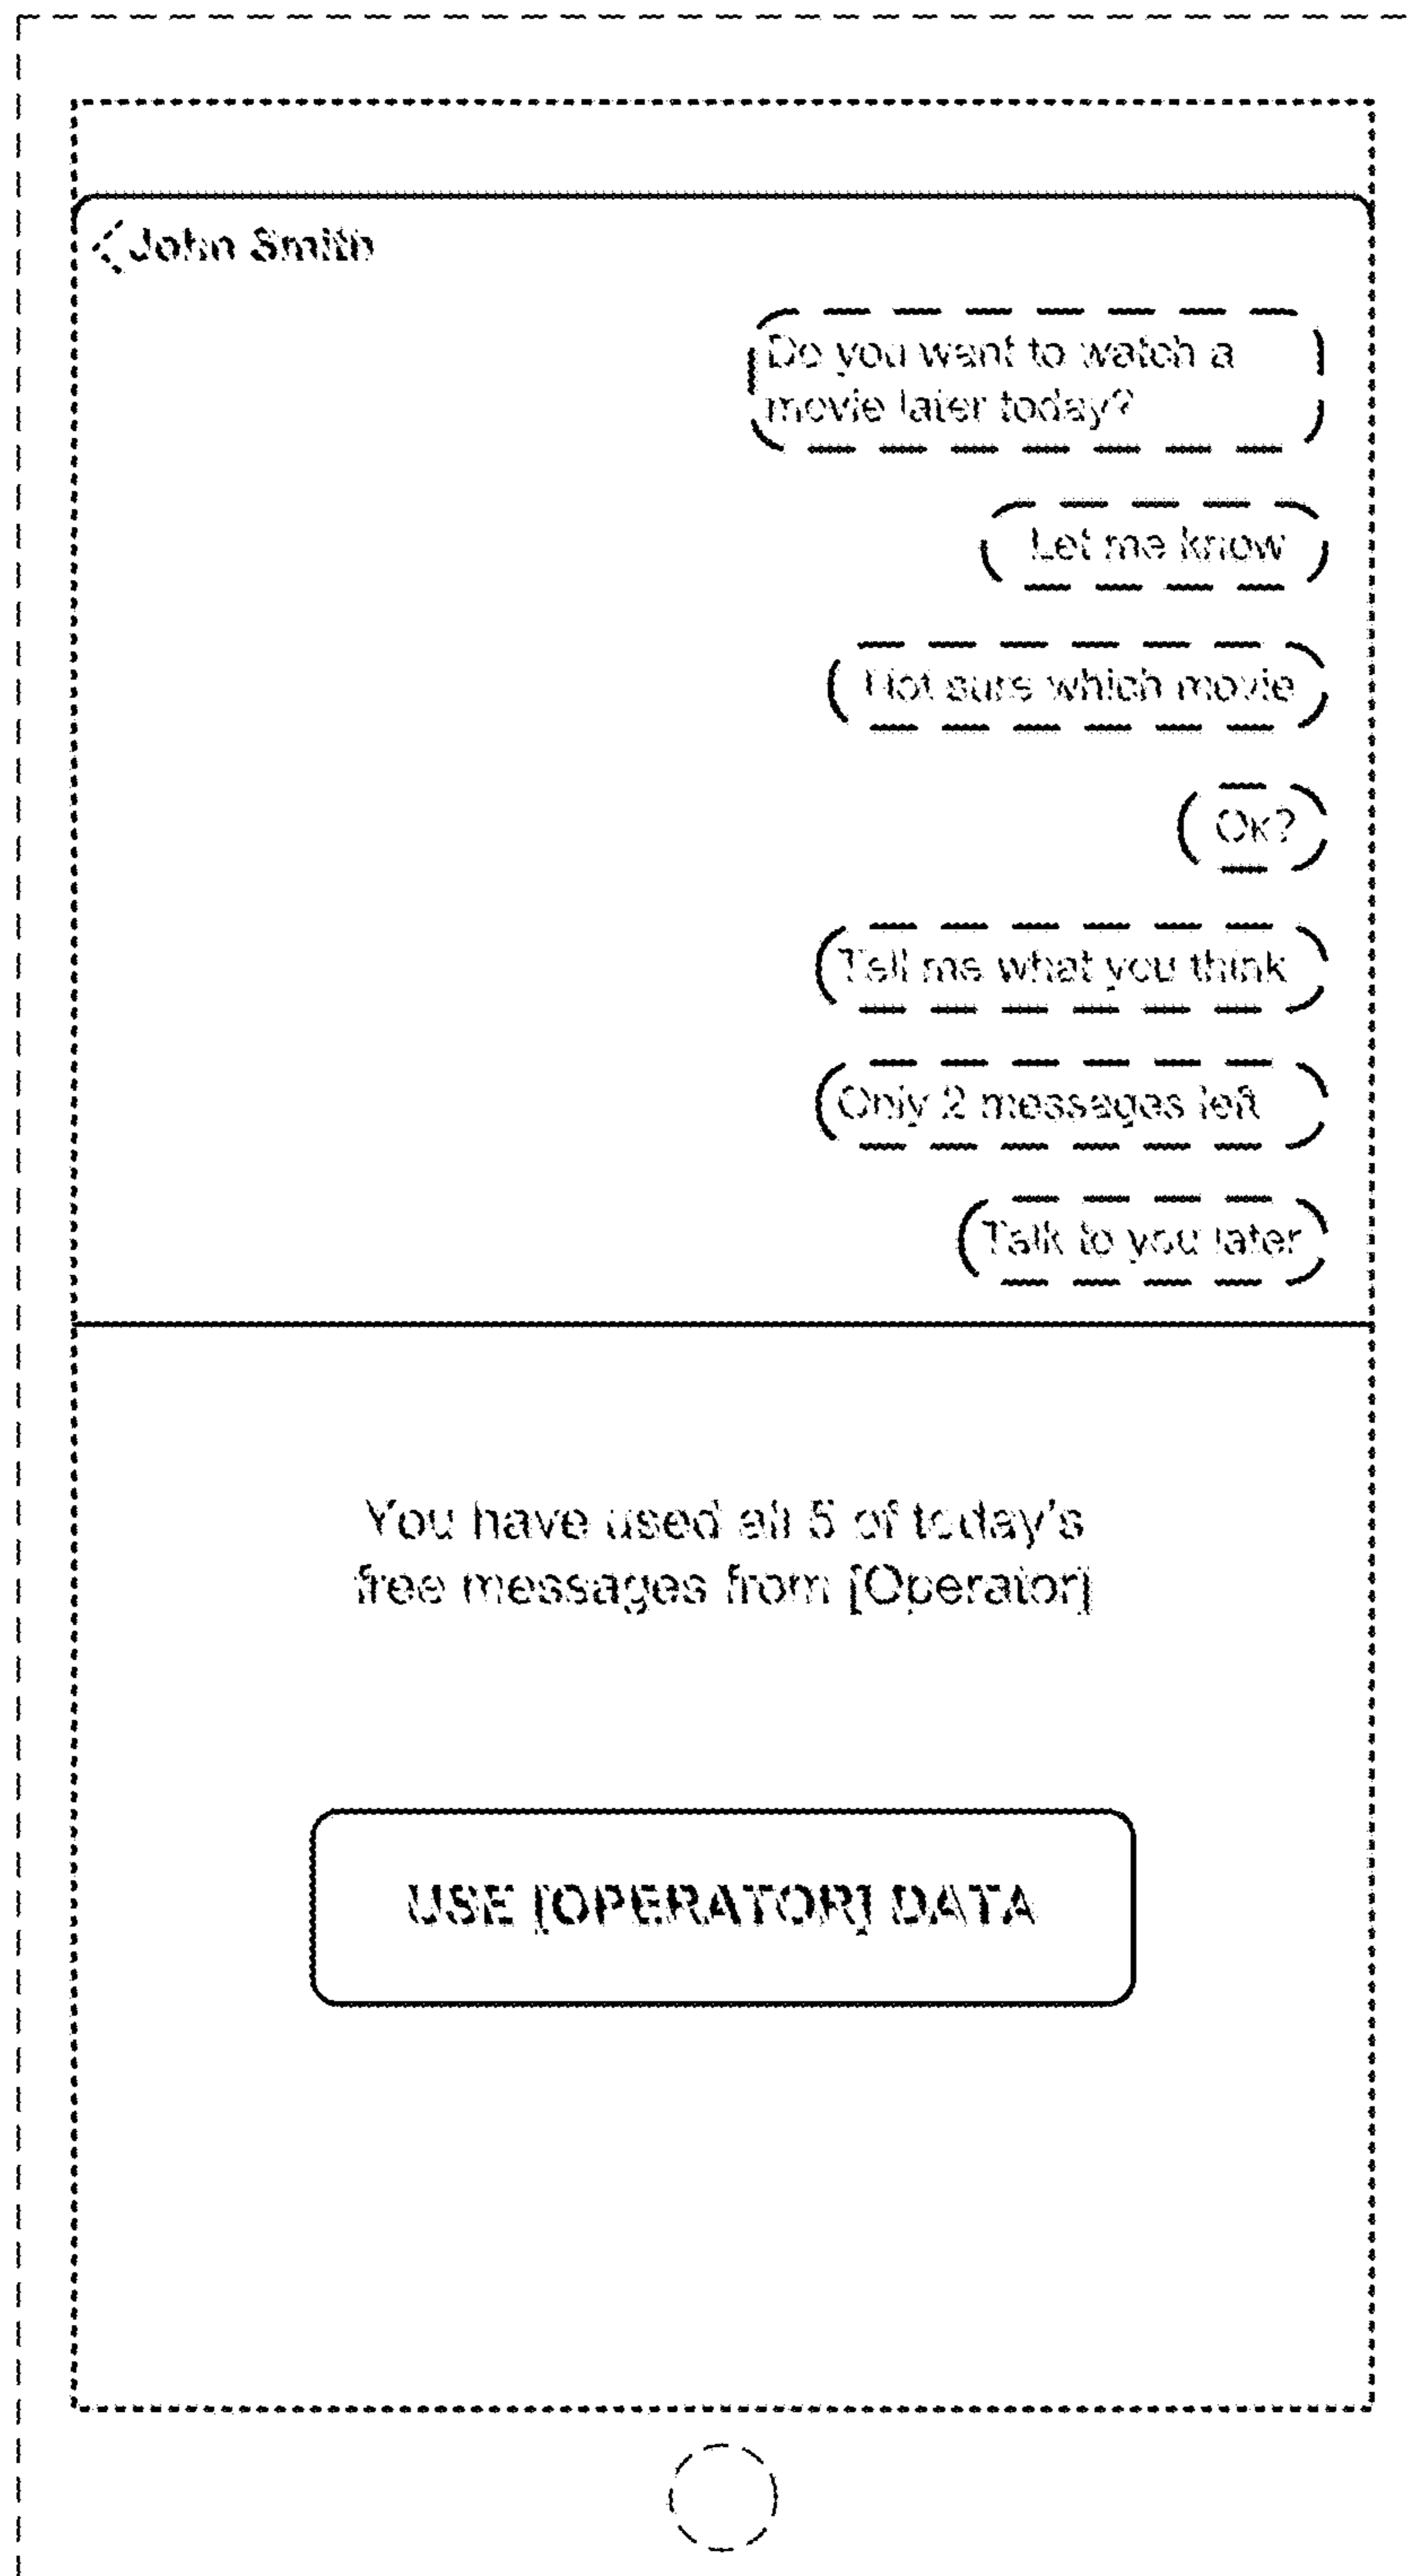 John Smith
Do you want to watch a
movie later today?
Let me know
Not sure which movie
Ok?
Tell me what you think
Only 2 messages left
Talk to you later
You have used all 5 of today's
free messages from [Operator]
USE [OPERATOR] DATA